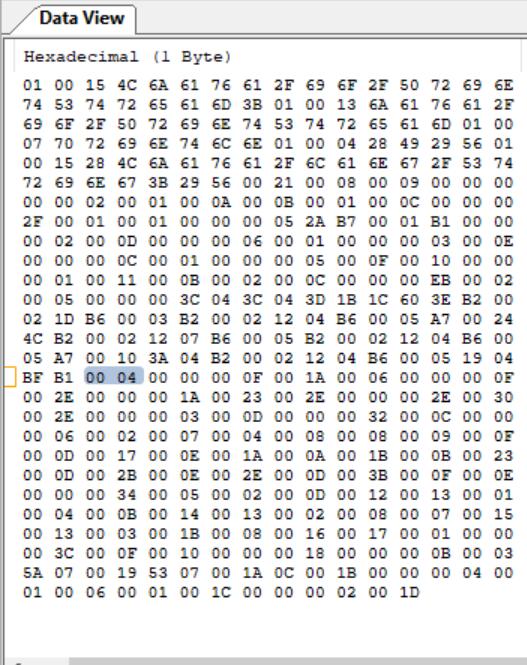 Data View
Hexadecimal (1 Byte)
01 00 15 4C 6A 61 76 61 2F 69 6F 2F 50 72 69 6E
74 53 74 72 65 61 6D 3B 01 00 13 6A 61 76 61 2F
69 6F 2F 50 72 69 6E 74 53 74 72 65 61 6D 01 00
07 70 72 69 6E 74 6C 6E 01 00 04 28 49 29 56 01
00 15 28 4C 6A 61 76 61 2F 6C 61 6E 67 2F 53 74
72 69 6E 67 3B 29 56 00 21 00 08 00 09 00 00 00
00 00 02 00 01 00 0A 00 0B 00 01 00 0C 00 00 00
2F 00 01 00 01 00 00 00 05 2A B7 00 01 B1 00 00
00 02 00 0D 00 00 00 06 00 01 00 00 00 03 00 0E
00 00 00 0C 00 01 00 00 00 05 00 0F 00 10 00 00
00 01 00 11 00 0B 00 02 00 0C 00 00 00 EB 00 02
00 05 00 00 00 3C 04 3C 04 3D 1B 1C 60 3E B2 00
02 1D B6 00 03 B2 00 02 12 04 B6 00 05 A7 00 24
4C B2 00 02 12 07 B6 00 05 B2 00 02 12 04 B6 00
05 A7 00 10 3A 04 B2 00 02 12 04 B6 00 05 19 04
BF B1 00 04 00 00 00 0F 00 1A 00 06 00 00 00 0F
00 2E 00 00 00 1A 00 23 00 2E 00 00 00 2E 00 30
00 2E 00 00 00 03 00 0D 00 00 00 32 00 0C 00 00
00 06 00 02 00 07 00 04 00 08 00 08 00 09 00 0F
00 0D 00 17 00 0E 00 1A 00 0A 00 1B 00 0B 00 23
00 0D 00 2B 00 0E 00 2E 00 0D 00 3B 00 0F 00 0E
00 00 00 34 00 05 00 02 00 0D 00 12 00 13 00 01
00 04 00 0B 00 14 00 13 00 02 00 08 00 07 00 15
00 13 00 03 00 1B 00 08 00 16 00 17 00 01 00 00
00 3C 00 0F 00 10 00 00 00 18 00 00 00 0B 00 03
5A 07 00 19 53 07 00 1A 0C 00 1B 00 00 00 04 00
01 00 06 00 01 00 1C 00 00 00 02 00 1D